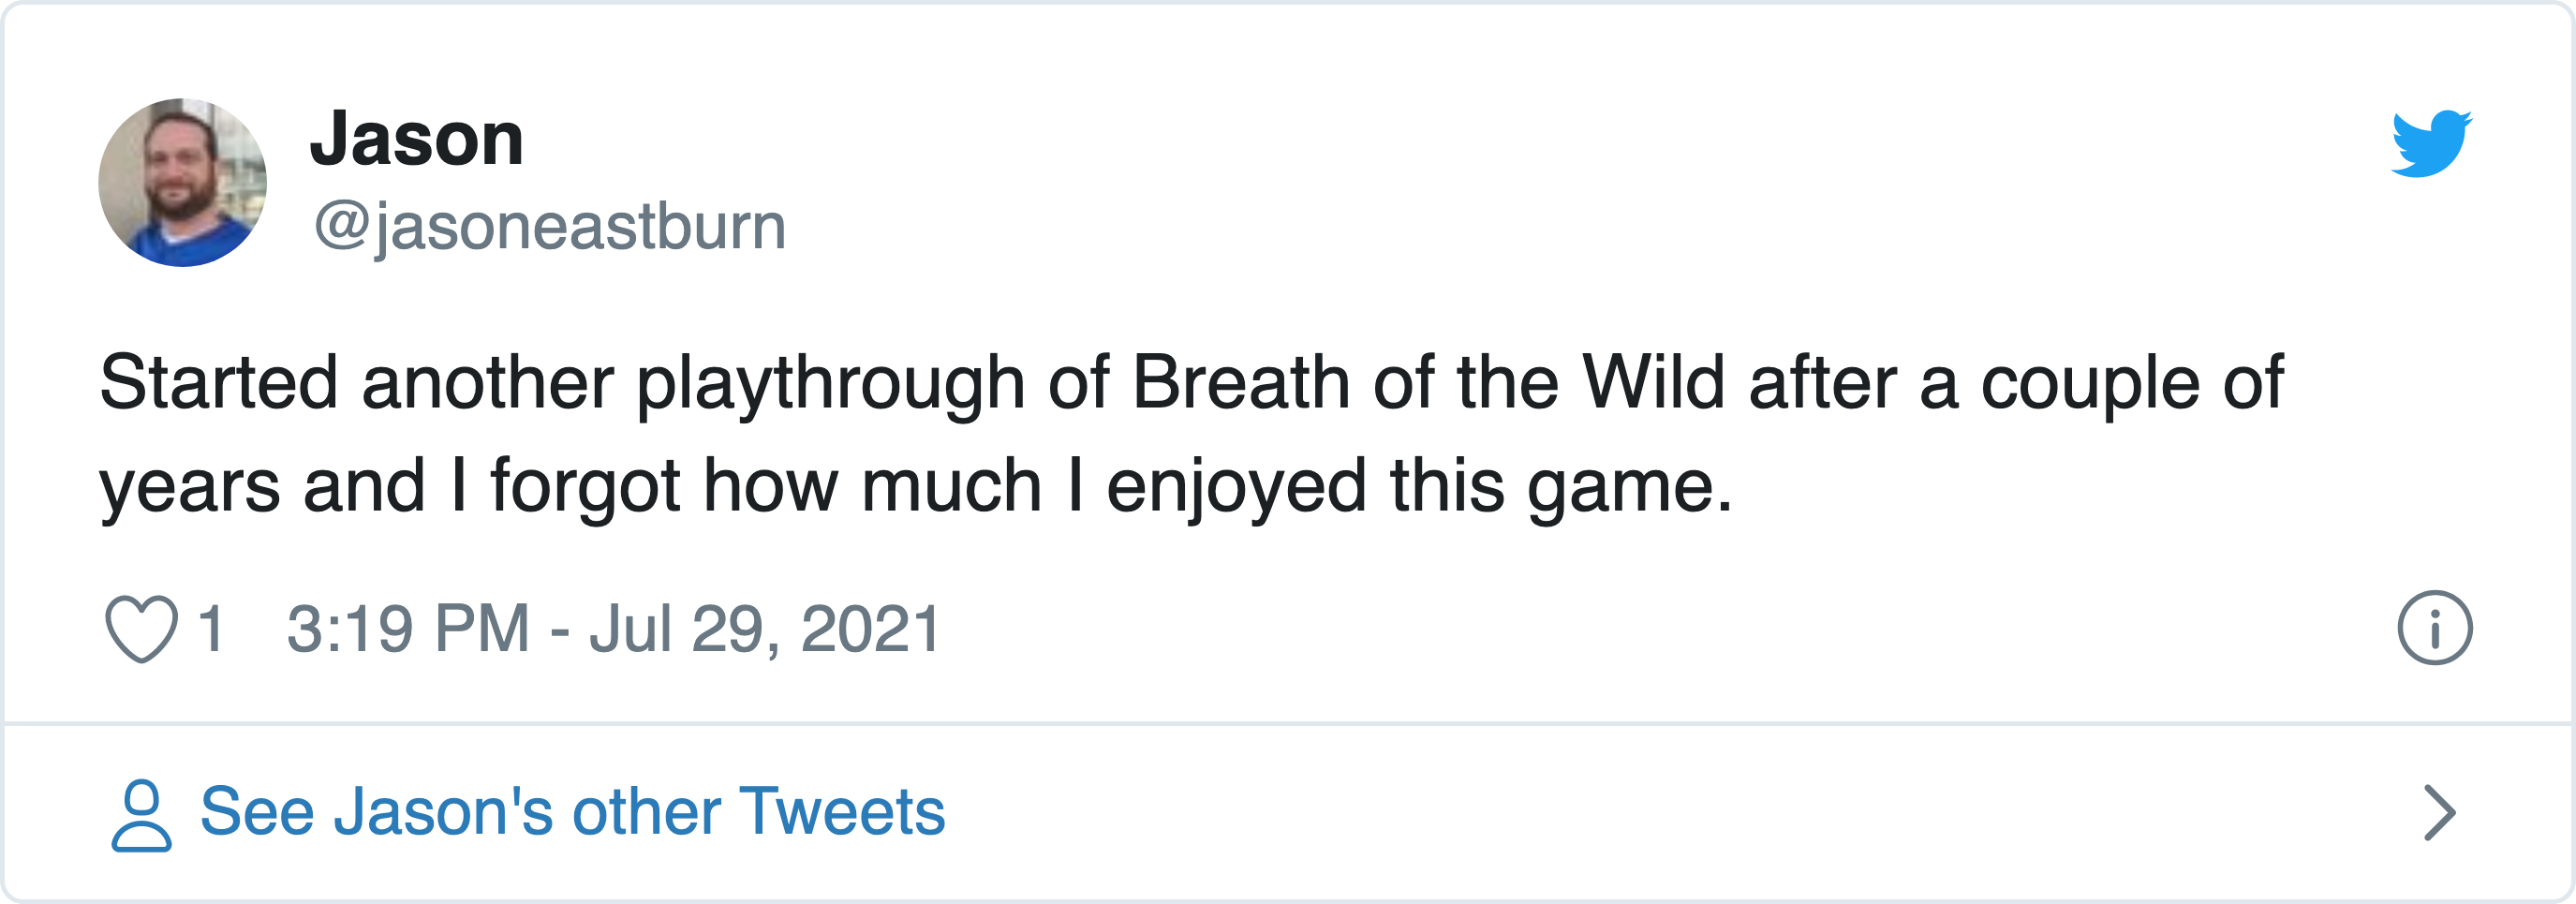 Jason
@jasoneastburn
Started another playthrough of Breath of the Wild after a couple of
years and I forgot how much I enjoyed this game.
1 3:19 PM - Jul 29, 2021
See Jason's other Tweets